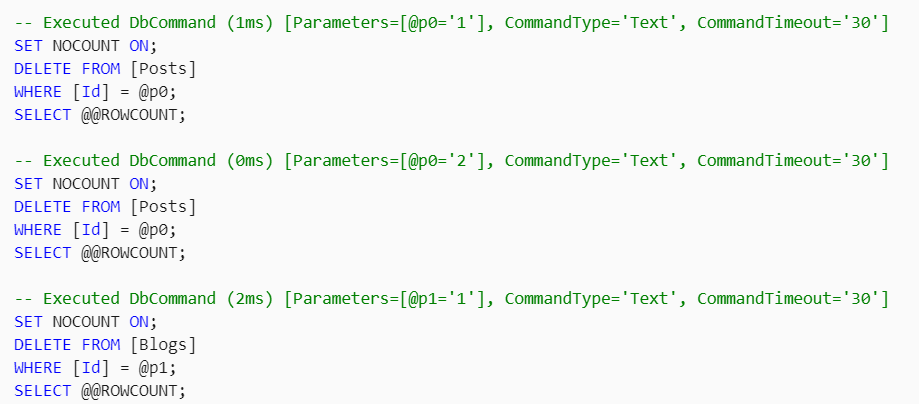 -- Executed DbCommand (1ms) [Parameters=[@p0='1'], CommandType='Text', CommandTimeout='30']
SET NOCOUNT ON;
DELETE FROM [Posts]
WHERE [Id] = @p0;
SELECT @@ROWCOUNT;

-- Executed DbCommand (0ms) [Parameters=[@p0='2'], CommandType='Text', CommandTimeout='30']
SET NOCOUNT ON;
DELETE FROM [Posts]
WHERE [Id] = @p0;
SELECT @@ROWCOUNT;

-- Executed DbCommand (2ms) [Parameters=[@p1='1'], CommandType='Text', CommandTimeout='30']
SET NOCOUNT ON;
DELETE FROM [Blogs]
WHERE [Id] = @p1;
SELECT @@ROWCOUNT;